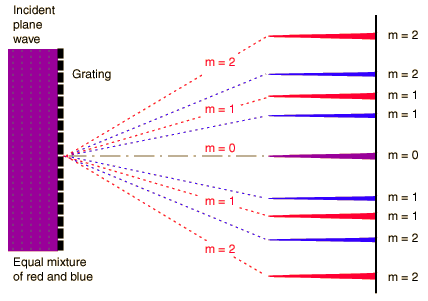 Incident
plane
wave
Grating
m = 2
m = 1
m = 0
m = 1
m = 2
m = 2
m = 2
m = 1
m = 1
m = 0
m = 1
m = 1
m = 2
m = 2
Equal mixture
of red and blue